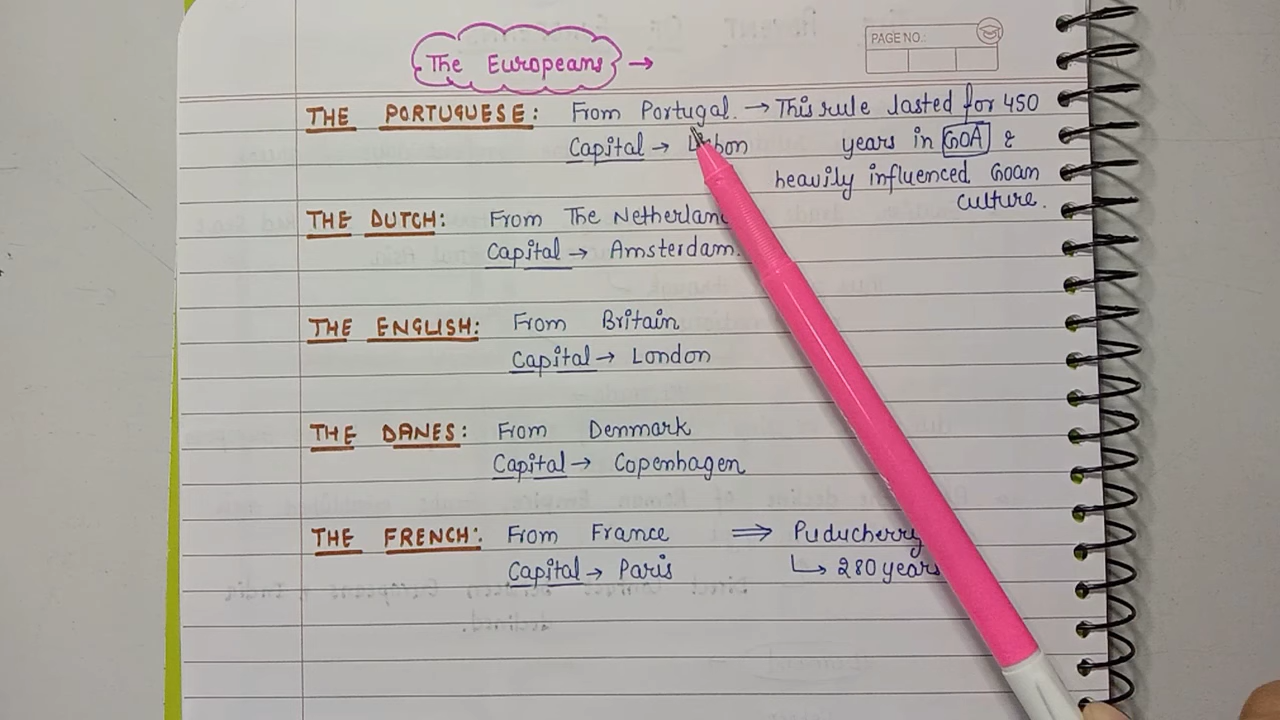 The Europeans →
PAGE NO.:
THE PORTUGUESE: From Portugal. → This rule lasted for 450
Capital → years in GOA &
heavily influenced Goan
culture.
THE DUTCH: From The
Capital → Amsterdam.
THE ENGLISH: From Britain
Capital → London
THE DANES: From Denmark
Capital → Copenhagen
THE FRENCH: From France ⇒ Puducherry
Capital → Paris ↳ 280 years